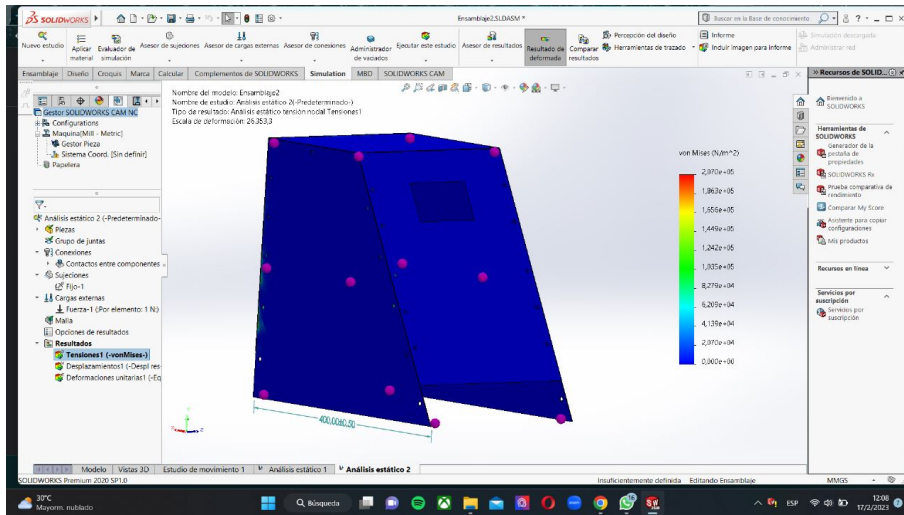 SOLIDWORKS
Ensamblaje2.SLDASM *
Buscar en la Base de conocimiento
Nuevo estudio
Aplicar material
Evaluador de simulación
Asesor de sujeciones
Asesor de cargas externas
Asesor de conexiones
Administrador de vaciados
Ejecutar este estudio
Asesor de resultados
Resultado de deformada
Comparar resultados
Percepción del diseño
Herramientas de trazado
Informe
Induir imagen para informe
Simulación descargada
Administrar red
Ensamblaje Diseño Croquis Marca Calcular Complementos de SOLIDWORKS Simulation MBD SOLIDWORKS CAM
Gestor SOLIDWORKS CAM NC
Configurations
Maquina[Mill - Metric]
Gestor Pieza
Sistema Coord. [Sin definir]
Papelera
Análisis estático 2 (-Predeterminado-
Piezas
Grupo de juntas
Conexiones
Contactos entre componentes
Sujeciones
Fijo-1
Cargas externas
Fuerza-1 (:Por elemento: 1 N:)
Malla
Opciones de resultados
Resultados
Tensiones1 (-vonMises-)
Desplazamientos1 (-Despl res
Deformaciones unitarias1 (-Eq
Nombre del modelo: Ensamblaje2
Nombre de estudio: Análisis estático 2(-Predeterminado-)
Tipo de resultado: Análisis estático tensión nodal Tensiones1
Escala de deformación: 26.353,3
400,00±0,50
von Mises (N/m^2)
2,070e+05
1,863e+05
1,656e+05
1,449e+05
1,242e+05
1,035e+05
8,279e+04
6,209e+04
4,139e+04
2,070e+04
0,000e+00
Recursos de SOLID...
Bienvenido a SOLIDWORKS
Herramientas de SOLIDWORKS
Generador de la pestaña de propiedades
SOLIDWORKS Rx
Prueba comparativa de rendimiento
Comparar My Score
Asistente para copiar configuraciones
Mis productos
Recursos en línea
Servicios por suscripción
Servicios por suscripción
Modelo Vistas 3D Estudio de movimiento 1 Análisis estático 1 Análisis estático 2
SOLIDWORKS Premium 2020 SP1.0
Insuficientemente definida Editando Ensamblaje MMGS
30°C
Mayorm. nublado
Búsqueda
ESP
12:08
17/2/2023